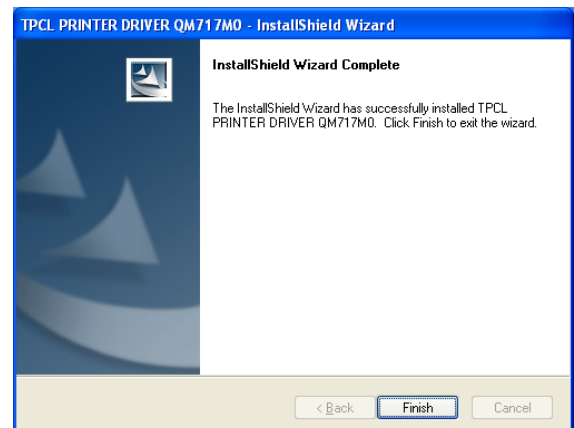 TPCL PRINTER DRIVER QM717M0 - InstallShield Wizard
InstallShield Wizard Complete
The InstallShield Wizard has successfully installed TPCL
PRINTER DRIVER QM717M0. Click Finish to exit the wizard.
< Back Finish Cancel